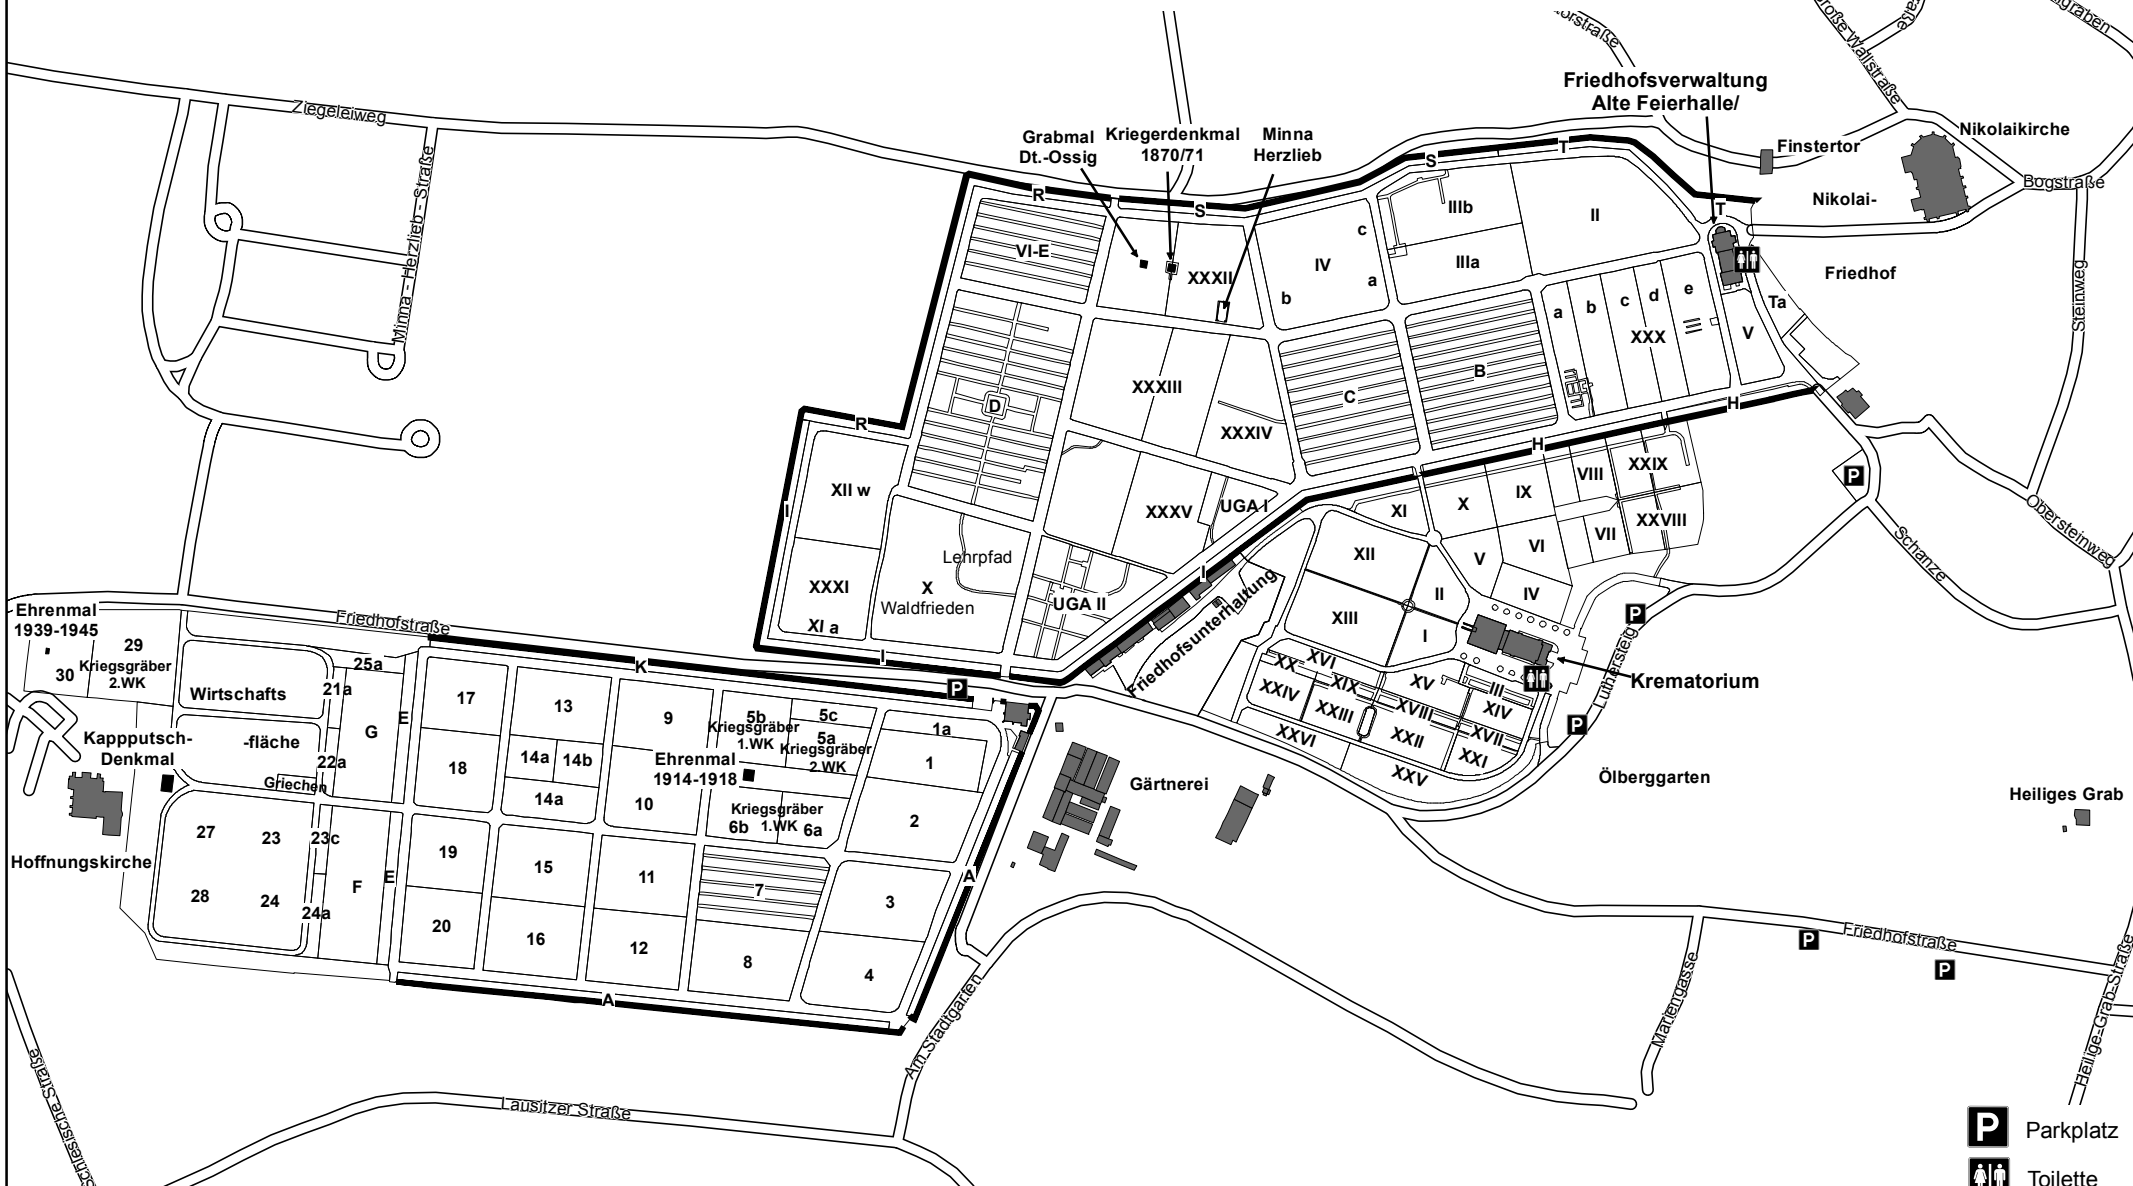 Ziegeleiweg
Minna - Herzlieb - Straße
Große Wallstraße
Friedhofsverwaltung
Alte Feierhalle/
Finstertor
Nikolaikirche
Bogstraße
Nikolai-
Friedhof
Steinweg
Grabmal
Dt.-Ossig
Kriegerdenkmal
1870/71
Minna
Herzlieb
R
S
S
T
T
VI-E
XXXII
IV
a
b
c
IIIb
IIIa
II
a
b
c
d
e
XXX
V
Ta
D
XXXIII
XXXIV
C
B
H
H
R
I
XII w
XXXI
XI a
I
X
Waldfrieden
Lehrpfad
XXXV
UGA I
UGA II
I
Friedhofsunterhaltung
XI
X
IX
VIII
XXIX
XXVIII
VII
VI
V
IV
XII
XIII
II
I
XVI
XX
XIX
XXIV
XXIII
XV
XVIII
XXII
III
XIV
XVII
XXI
XXVI
XXV
Krematorium
Luthersteig
P
P
P
Schanze
Obersteinweg
Ölberggarten
Heiliges Grab
Ehrenmal
1939-1945
29
30
Kriegsgräber
2.WK
Friedhofstraße
K
P
Wirtschafts
-fläche
25a
21a
G
E
22a
Griechen
Kappputsch-
Denkmal
Hoffnungskirche
27
23
23c
28
24
24a
F
E
17
18
13
14a
14b
14a
9
10
5b
5c
5a
Kriegsgräber
1.WK
Kriegsgräber
2.WK
Ehrenmal
1914-1918
Kriegsgräber
1.WK
6b
6a
1a
1
2
19
20
15
16
11
12
7
8
3
4
A
A
Gärtnerei
Am Stadtgarten
Lausitzer Straße
Schlesische Straße
Friedhofstraße
P
P
Mariengasse
Heilige-Grab-Straße
P Parkplatz
Toilette